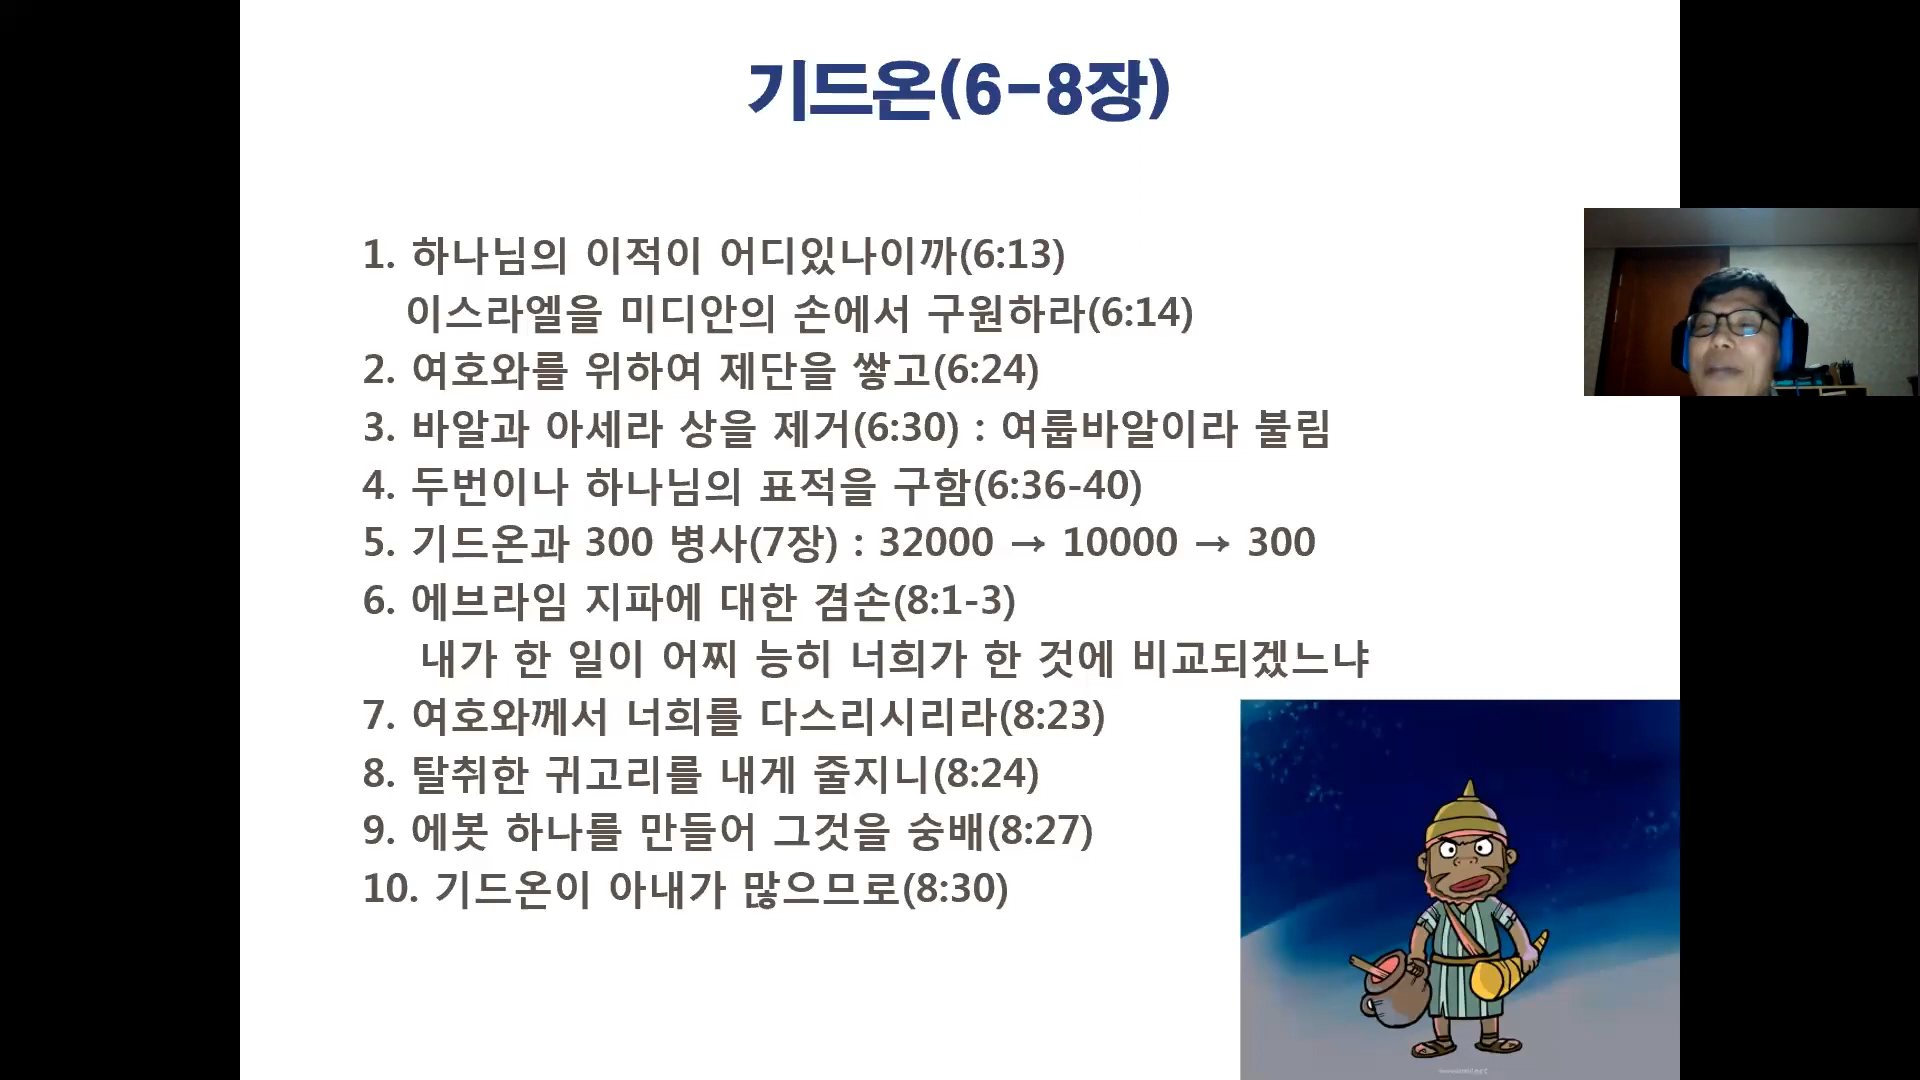 기드온(6-8장)
1. 하나님의 이적이 어디있나이까(6:13)
이스라엘을 미디안의 손에서 구원하라(6:14)
2. 여호와를 위하여 제단을 쌓고(6:24)
3. 바알과 아세라 상을 제거(6:30) : 여룹바알이라 불림
4. 두번이나 하나님의 표적을 구함(6:36-40)
5. 기드온과 300 병사(7장) : 32000 → 10000 → 300
6. 에브라임 지파에 대한 겸손(8:1-3)
내가 한 일이 어찌 능히 너희가 한 것에 비교되겠느냐
7. 여호와께서 너희를 다스리시리라(8:23)
8. 탈취한 귀고리를 내게 줄지니(8:24)
9. 에봇 하나를 만들어 그것을 숭배(8:27)
10. 기드온이 아내가 많으므로(8:30)